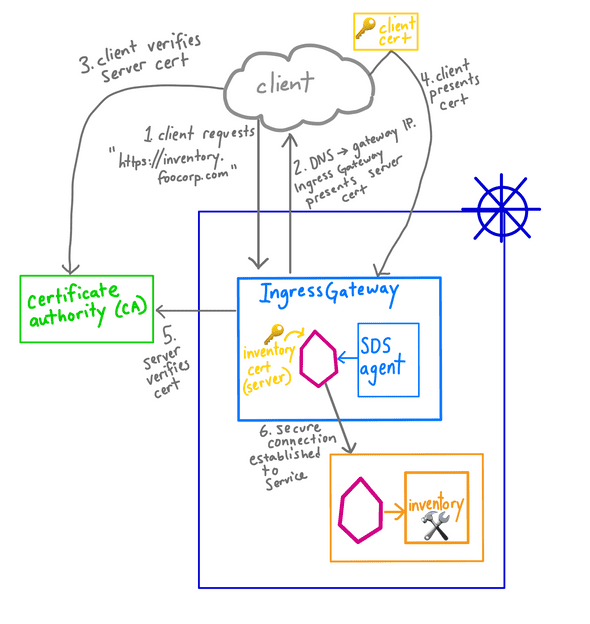 client
cert
3. client verifies
server cert
client
4. client
presents
cert
1 client requests
"https://inventory.
foocorp.com"
2. DNS → gateway IP.
Ingress Gateway
presents server
cert
certificate
authority (CA)
IngressGateway
inventory
cert
(server)
SDS
agent
5.
server
verifies
cert
6. secure
connection
established
to
Service
inventory